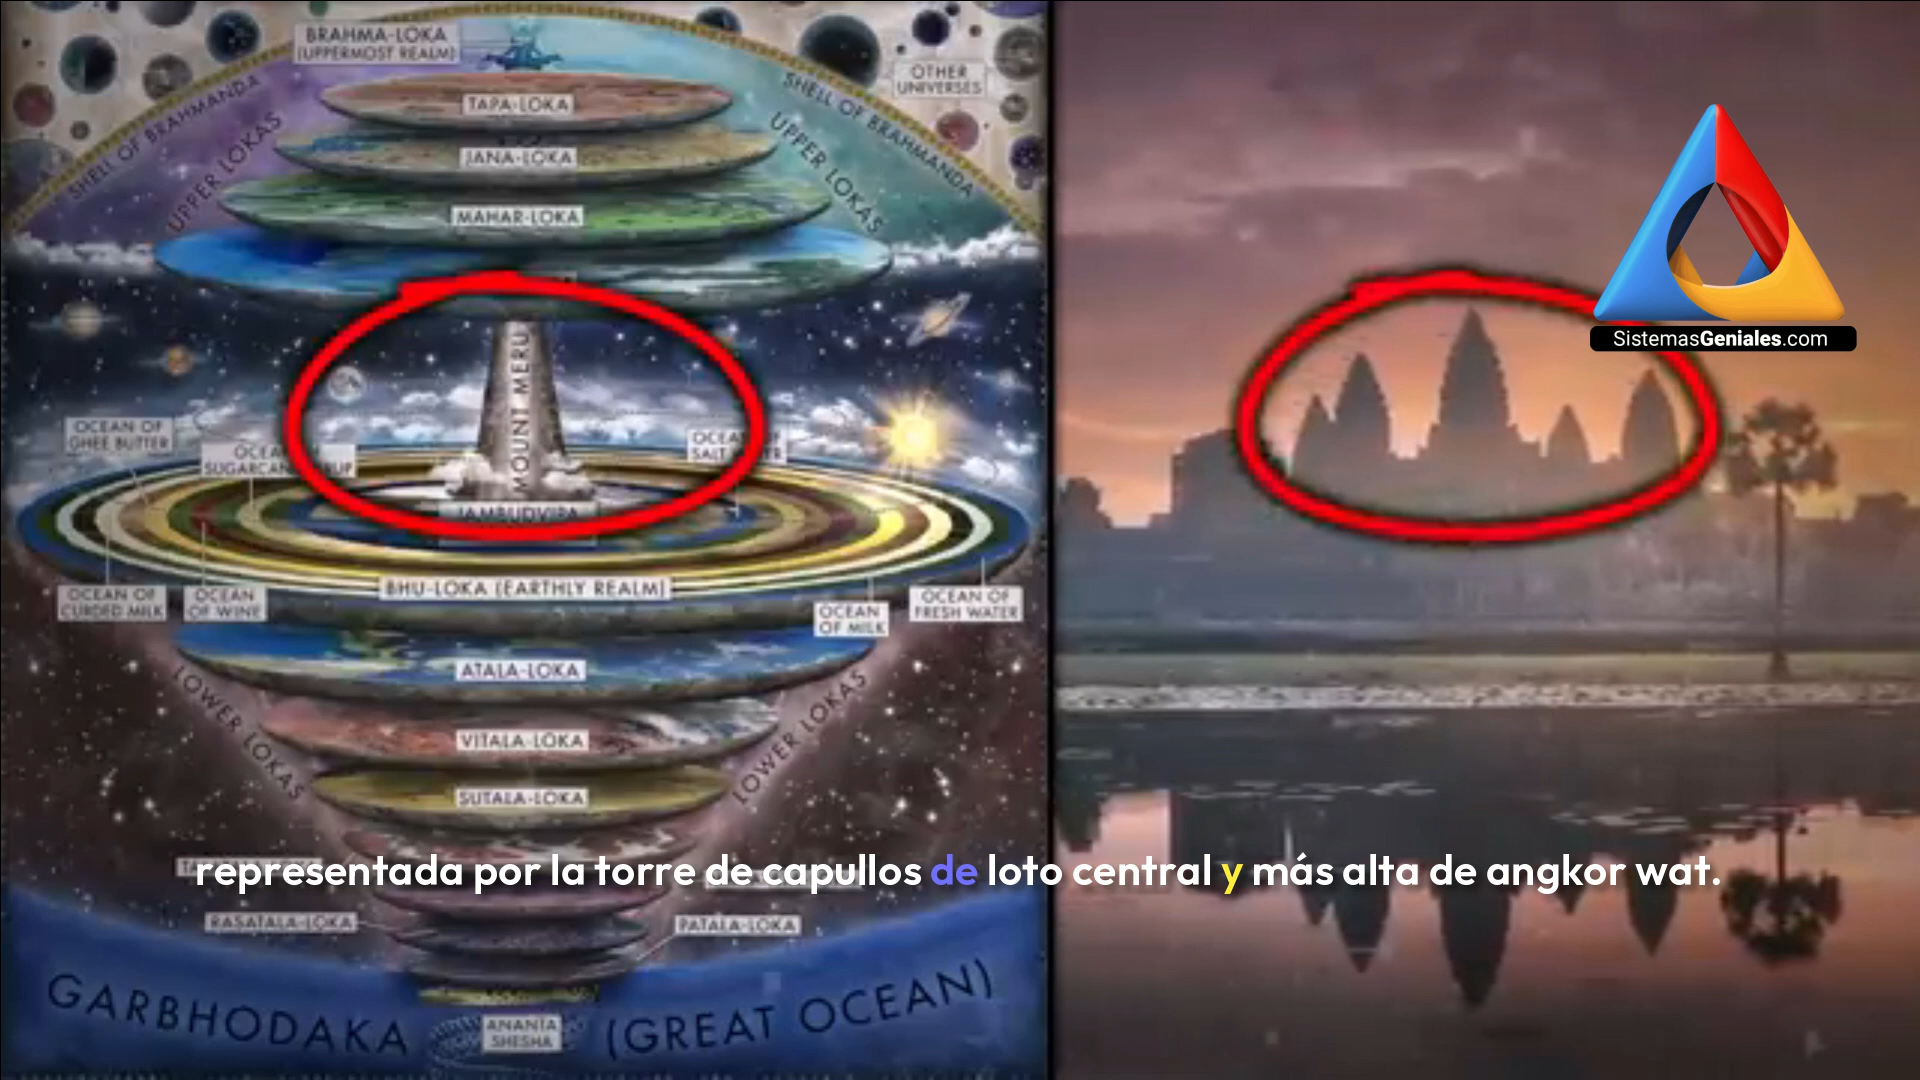 BRAHMA-LOKA
(UPPERMOST REALM)
OTHER
UNIVERSES
SHELL OF BRAHMANDA
SHELL OF BRAHMANDA
UPPER LOKAS
UPPER LOKAS
TAPA-LOKA
JANA-LOKA
MAHAR-LOKA
SistemasGeniales.com
MOUNT MERU
OCEAN OF
GHEE BUTTER
OCEAN OF
JAMBUDVIPA
BHU-LOKA (EARTHLY REALM)
OCEAN OF
CURDED MILK
OCEAN
OF WINE
OCEAN
OF MILK
OCEAN OF
FRESH WATER
ATALA-LOKA
LOWER LOKAS
LOWER LOKAS
VITALA-LOKA
SUTALA-LOKA
representada por la torre de capullos de loto central y más alta de angkor wat.
RASATALA-LOKA
PATALA-LOKA
GARBHODAKA (GREAT OCEAN)
ANANTA
SHESHA